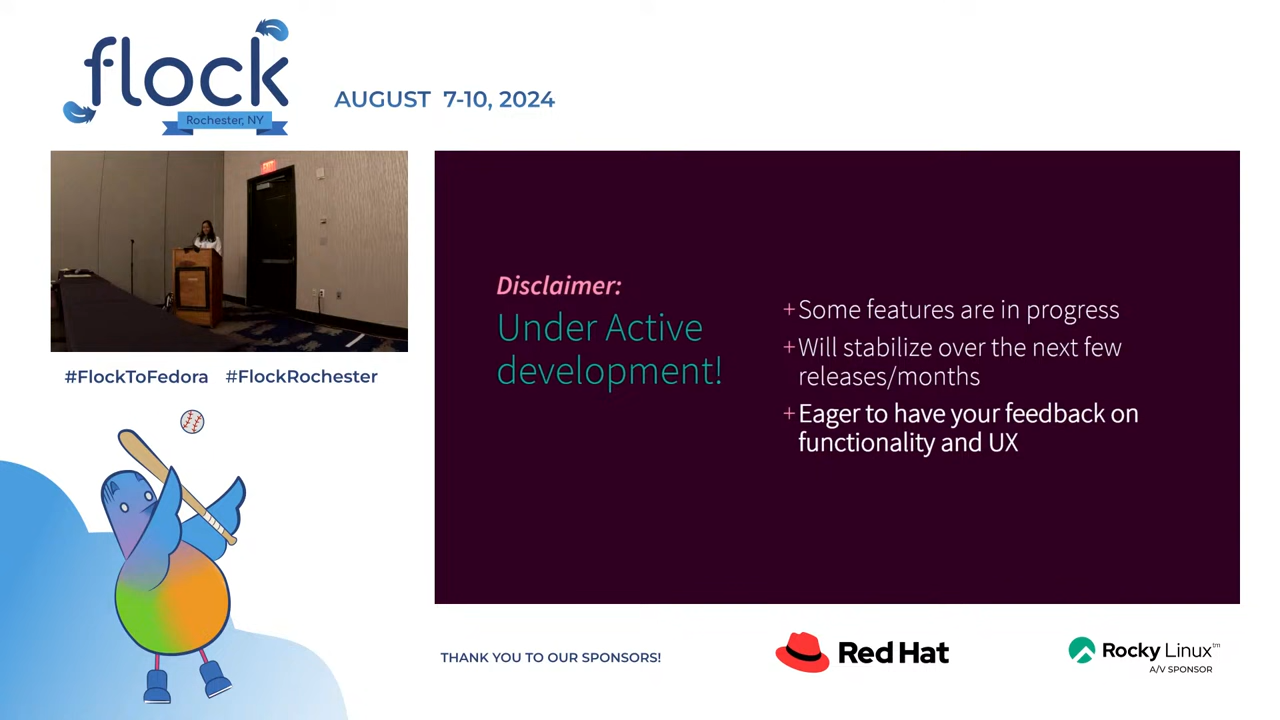 flock
Rochester, NY
AUGUST 7-10, 2024
EXIT
#FlockToFedora #FlockRochester
Disclaimer:
Under Active
development!
+Some features are in progress
+Will stabilize over the next few
releases/months
+Eager to have your feedback on
functionality and UX
THANK YOU TO OUR SPONSORS!
Red Hat
Rocky Linux™
A/V SPONSOR